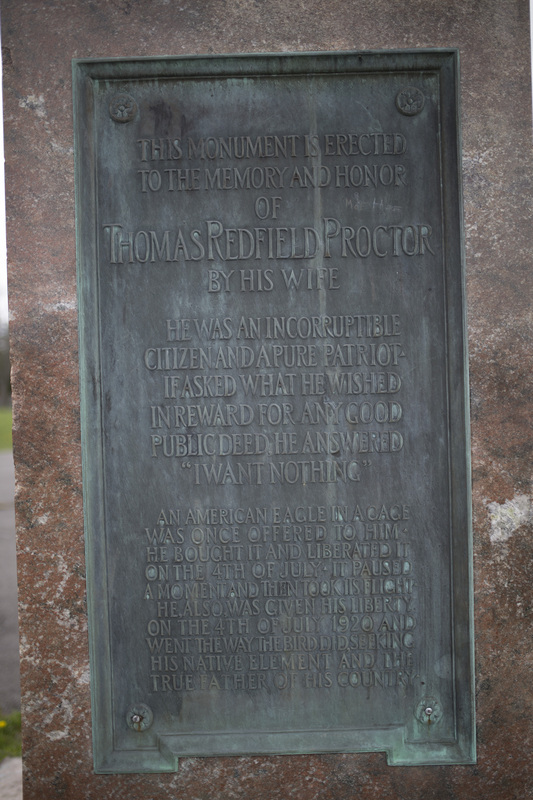 THIS MONUMENT IS ERECTED
TO THE MEMORY AND HONOR
OF
THOMAS REDFIELD PROCTOR
BY HIS WIFE
HE WAS AN INCORRUPTIBLE
CITIZEN AND A PURE PATRIOT·
IF ASKED WHAT HE WISHED
IN REWARD FOR ANY GOOD
PUBLIC DEED, HE ANSWERED
"I WANT NOTHING"
AN AMERICAN EAGLE IN A CAGE
WAS ONCE OFFERED TO HIM·
HE BOUGHT IT AND LIBERATED IT
ON THE 4TH OF JULY· IT PAUSED
A MOMENT AND THEN TOOK ITS FLIGHT
HE ALSO WAS GIVEN HIS LIBERTY
ON THE 4TH OF JULY, 1920 AND
WENT THE WAY THE BIRD DID SEEKING
HIS NATIVE ELEMENT AND THE
TRUE FATHER OF HIS COUNTRY